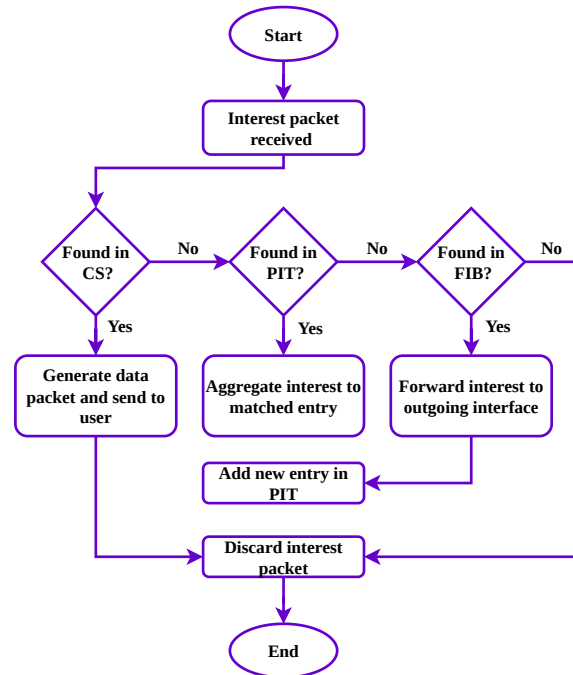 Start
Interest packet
received
Found in
CS?
No
Found in
PIT?
No
Found in
FIB?
No
Yes
Yes
Yes
Generate data
packet and send to
user
Aggregate interest to
matched entry
Forward interest to
outgoing interface
Add new entry in
PIT
Discard interest
packet
End